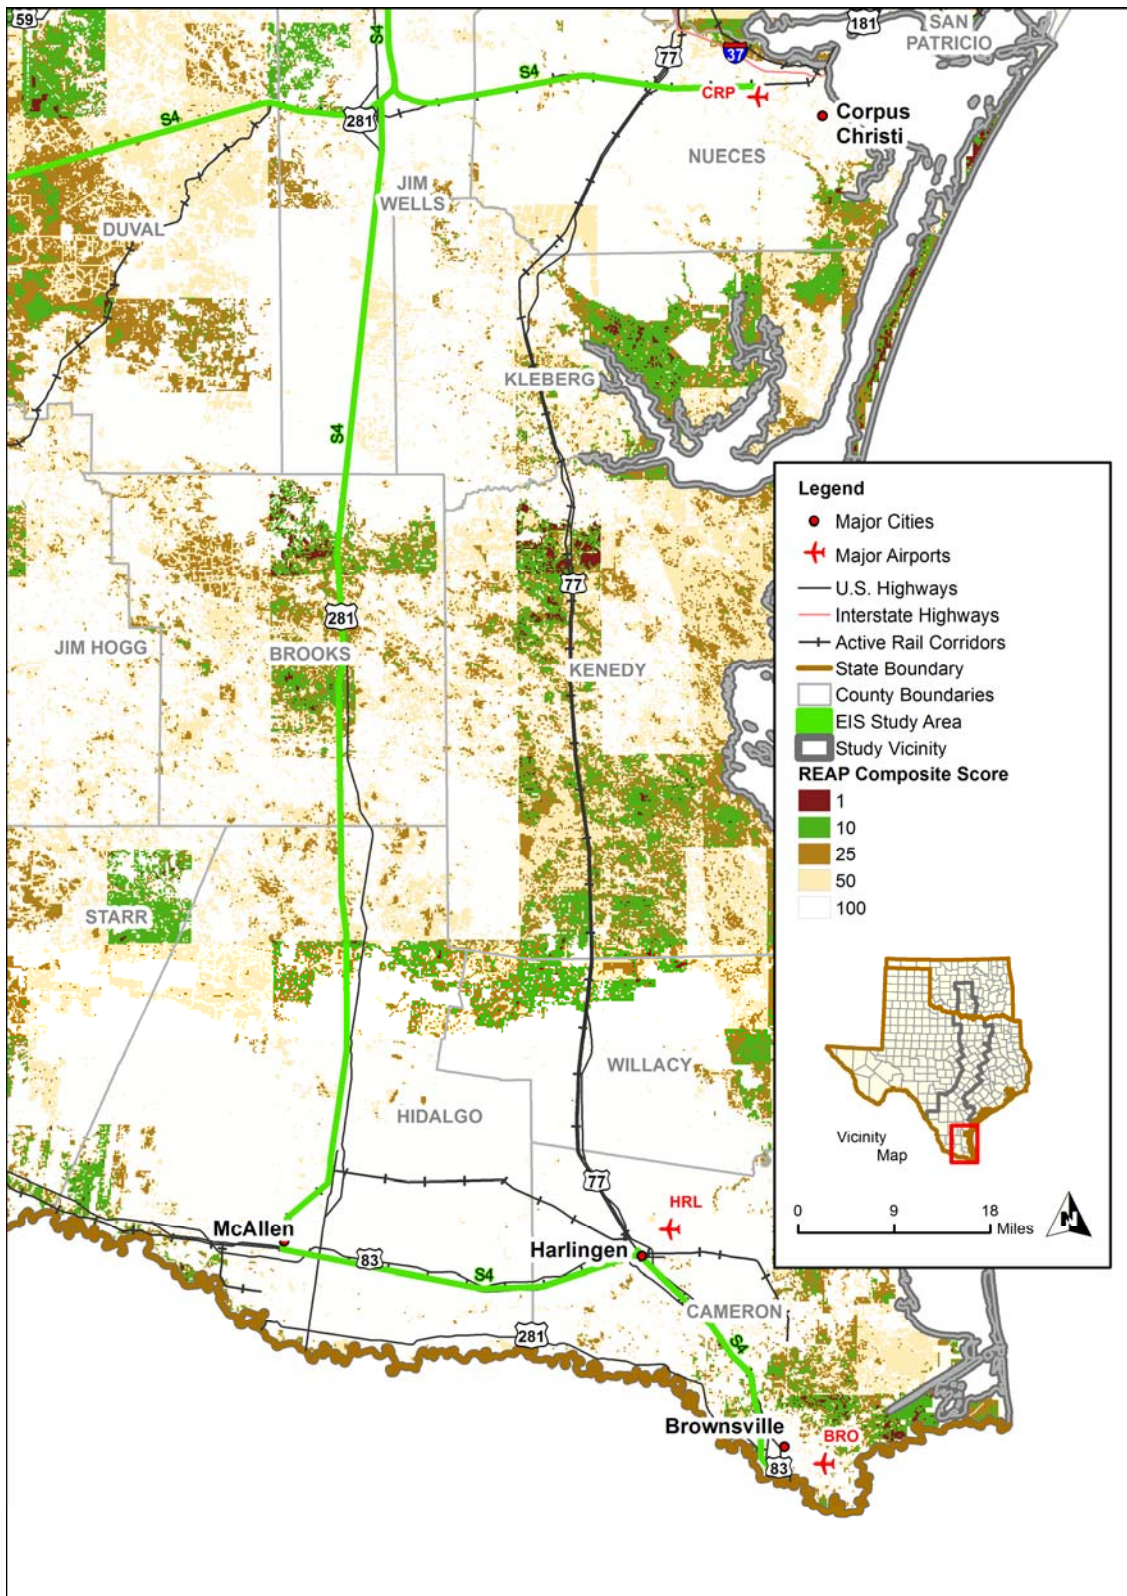 59
S4
181
SAN
PATRICIO
77
37
S4
CRP
S4
281
Corpus
Christi
NUECES
JIM
WELLS
DUVAL
KLEBERG
S4
Legend
Major Cities
Major Airports
U.S. Highways
Interstate Highways
Active Rail Corridors
State Boundary
County Boundaries
EIS Study Area
Study Vicinity
REAP Composite Score
1
10
25
50
100
77
281
JIM HOGG
BROOKS
KENEDY
STARR
WILLACY
HIDALGO
Vicinity
Map
0 9 18 Miles
N
77
HRL
McAllen
Harlingen
83
S4
CAMERON
281
S4
Brownsville
BRO
83